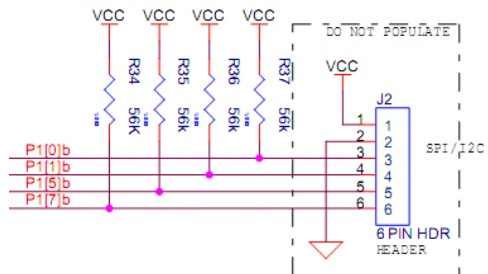 VCC VCC VCC VCC
DO NOT POPULATE
R34 R35 R36 R37
56K 56k 56k 56k
VCC
J2
SPI/I2C
1 1
2 2
P1[0]b 3 3
P1[1]b 4 4
P1[5]b 5 5
P1[7]b 6 6
6 PIN HDR
HEADER